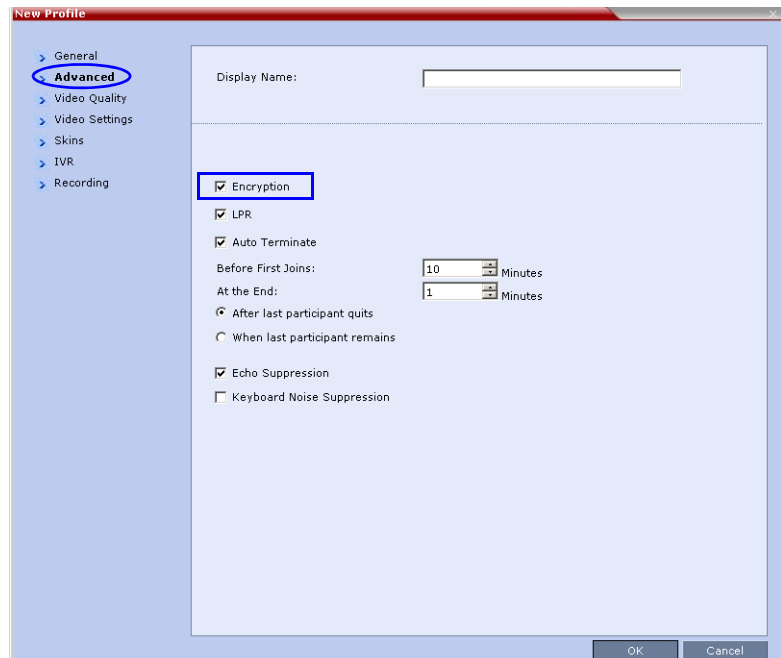 New Profile
General
Advanced
Video Quality
Video Settings
Skins
IVR
Recording
Display Name:
Encryption
LPR
Auto Terminate
Before First Joins: 10 Minutes
At the End: 1 Minutes
After last participant quits
When last participant remains
Echo Suppression
Keyboard Noise Suppression
OK Cancel